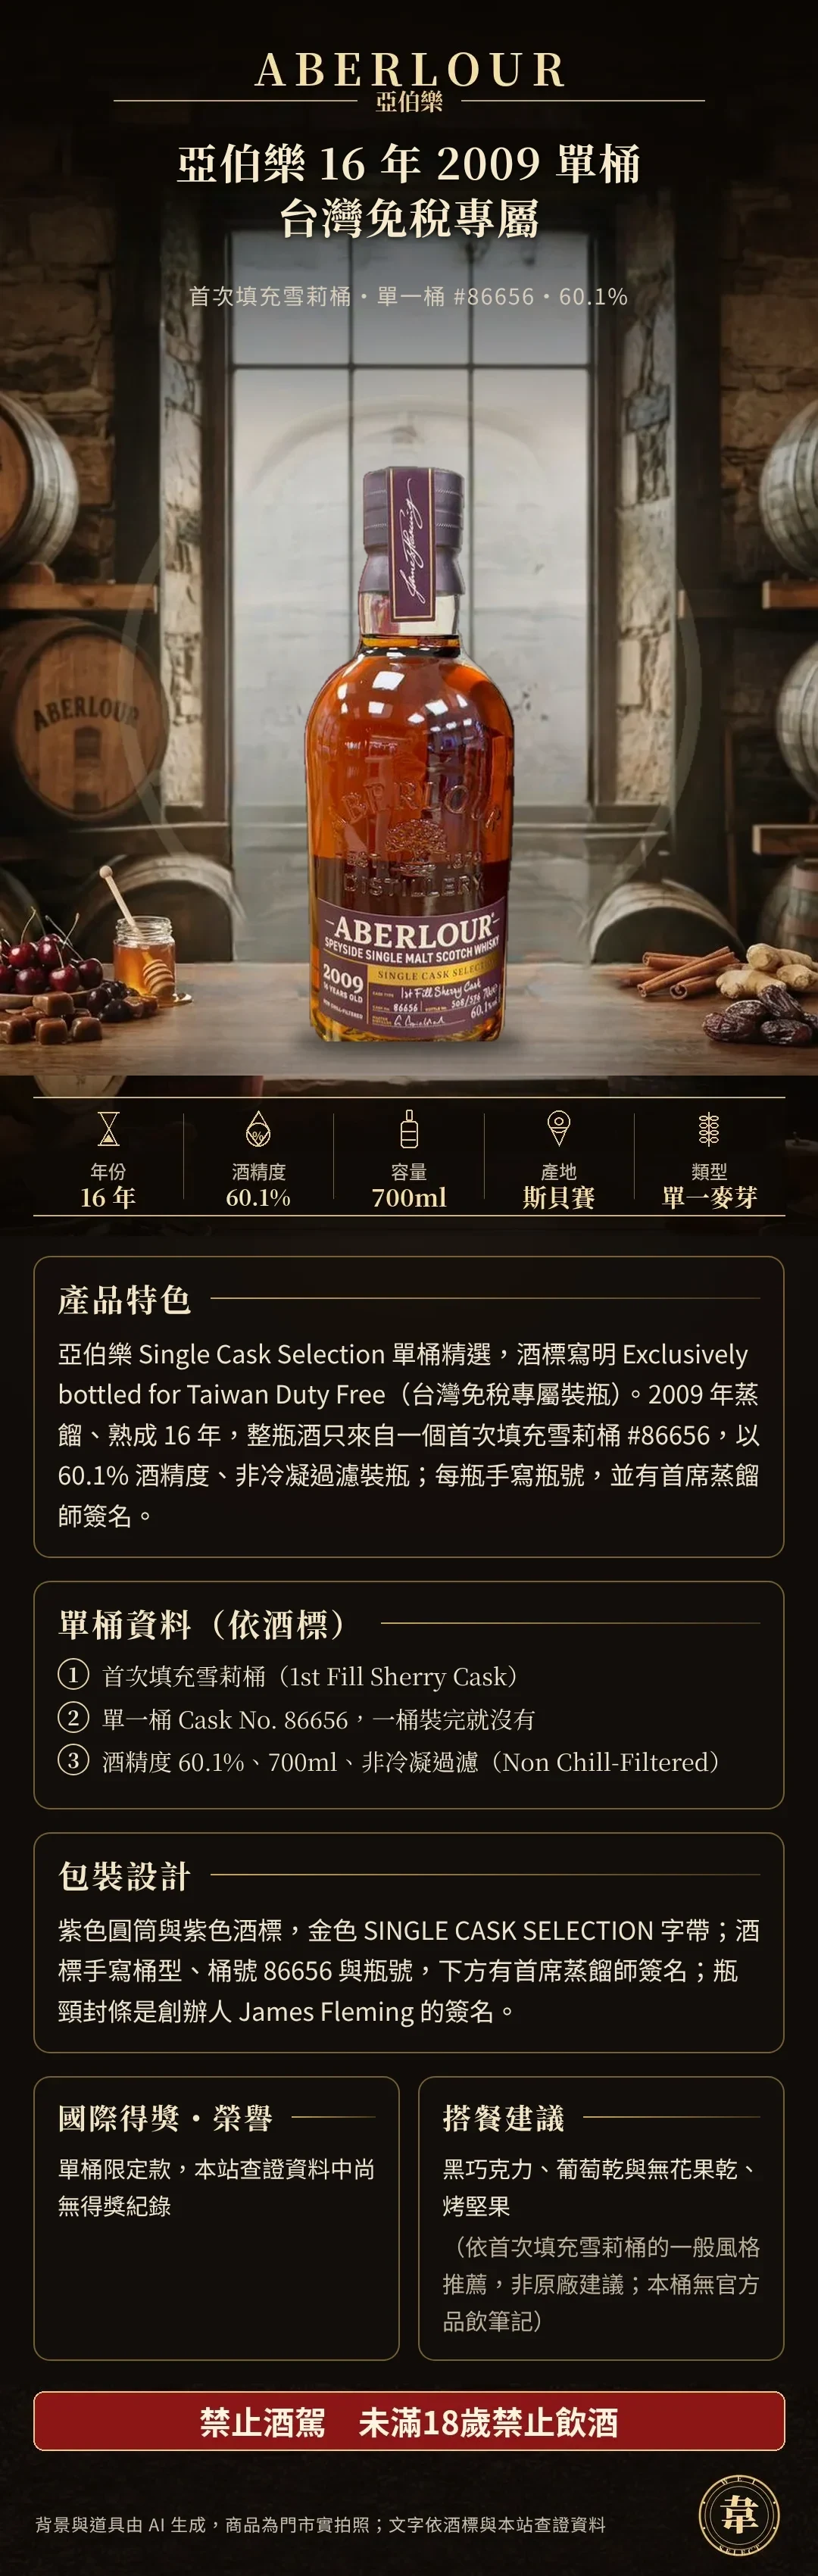 ABERLOUR
亞伯樂
亞伯樂 16 年 2009 單桶
台灣免稅專屬
首次填充雪莉桶・單一桶 #86656・60.1%
ABERLOUR
ABERLOUR
DISTILLERY
ABERLOUR
SPEYSIDE SINGLE MALT SCOTCH WHISKY
SINGLE CASK SELECTION
2009
16 YEARS OLD
1st Fill Sherry Cask
86656
70cl
60.1%
年份
16 年
酒精度
60.1%
容量
700ml
產地
斯貝賽
類型
單一麥芽
產品特色
亞伯樂 Single Cask Selection 單桶精選，酒標寫明 Exclusively
bottled for Taiwan Duty Free（台灣免稅專屬裝瓶）。2009 年蒸
餾、熟成 16 年，整瓶酒只來自一個首次填充雪莉桶 #86656，以
60.1% 酒精度、非冷凝過濾裝瓶；每瓶手寫瓶號，並有首席蒸餾
師簽名。
單桶資料（依酒標）
1 首次填充雪莉桶（1st Fill Sherry Cask）
2 單一桶 Cask No. 86656，一桶裝完就沒有
3 酒精度 60.1%、700ml、非冷凝過濾（Non Chill-Filtered）
包裝設計
紫色圓筒與紫色酒標，金色 SINGLE CASK SELECTION 字帶；酒
標手寫桶型、桶號 86656 與瓶號，下方有首席蒸餾師簽名；瓶
頸封條是創辦人 James Fleming 的簽名。
國際得獎・榮譽
單桶限定款，本站查證資料中尚
無得獎紀錄
搭餐建議
黑巧克力、葡萄乾與無花果乾、
烤堅果
（依首次填充雪莉桶的一般風格
推薦，非原廠建議；本桶無官方
品飲筆記）
禁止酒駕　未滿18歲禁止飲酒
背景與道具由 AI 生成，商品為門市實拍照；文字依酒標與本站查證資料
WEI
韋
SELECT